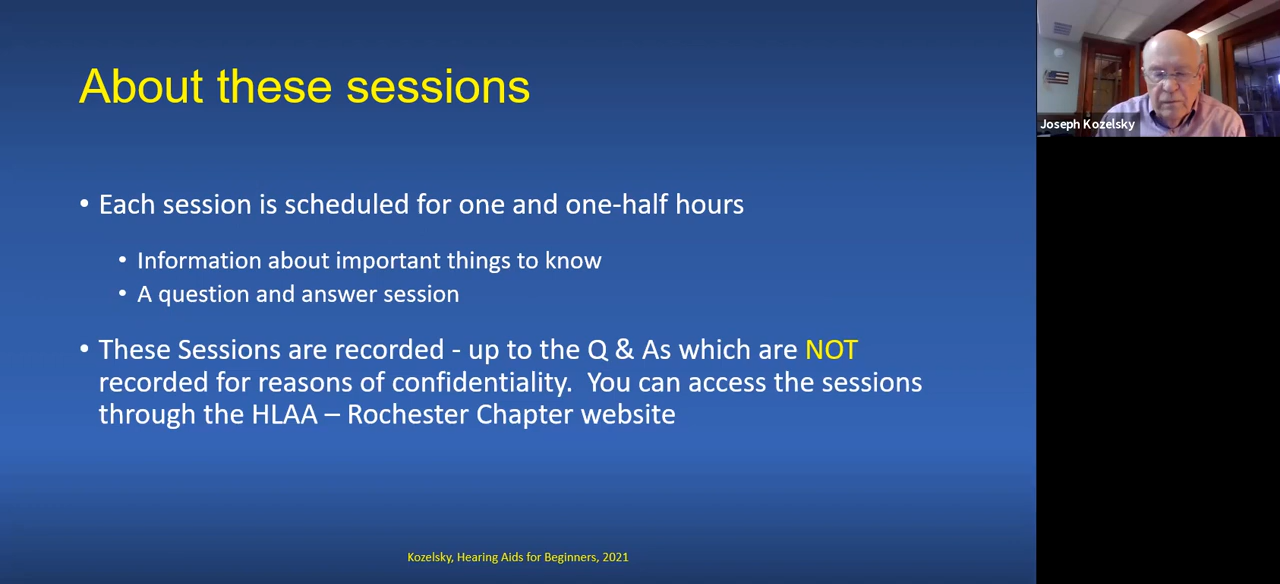 About these sessions
Joseph Kozelsky
• Each session is scheduled for one and one-half hours
• Information about important things to know
• A question and answer session
• These Sessions are recorded - up to the Q & As which are NOT
recorded for reasons of confidentiality.  You can access the sessions
through the HLAA – Rochester Chapter website
Kozelsky, Hearing Aids for Beginners, 2021